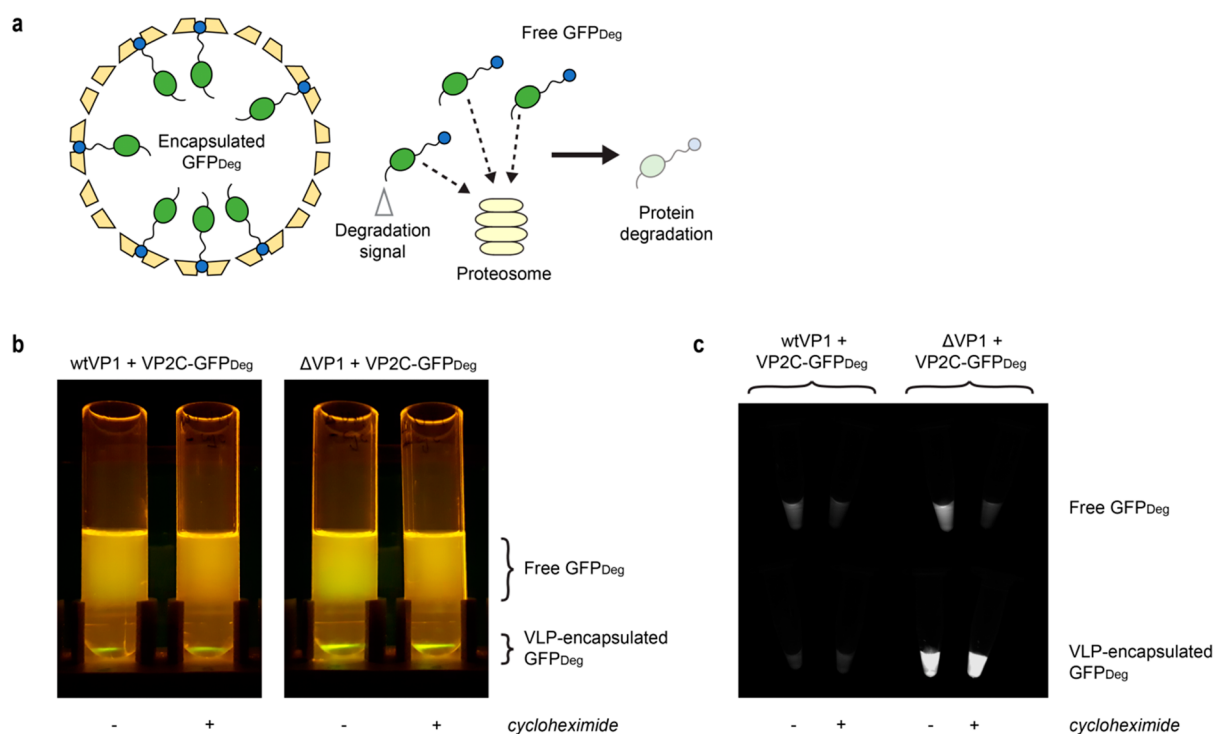 a
Encapsulated
GFPDeg
Free GFPDeg
Degradation
signal
Proteosome
Protein
degradation
b
wtVP1 + VP2C-GFPDeg
ΔVP1 + VP2C-GFPDeg
Free GFPDeg
VLP-encapsulated
GFPDeg
- + - + cycloheximide
c
wtVP1 +
VP2C-GFPDeg
ΔVP1 +
VP2C-GFPDeg
Free GFPDeg
VLP-encapsulated
GFPDeg
- + - + cycloheximide